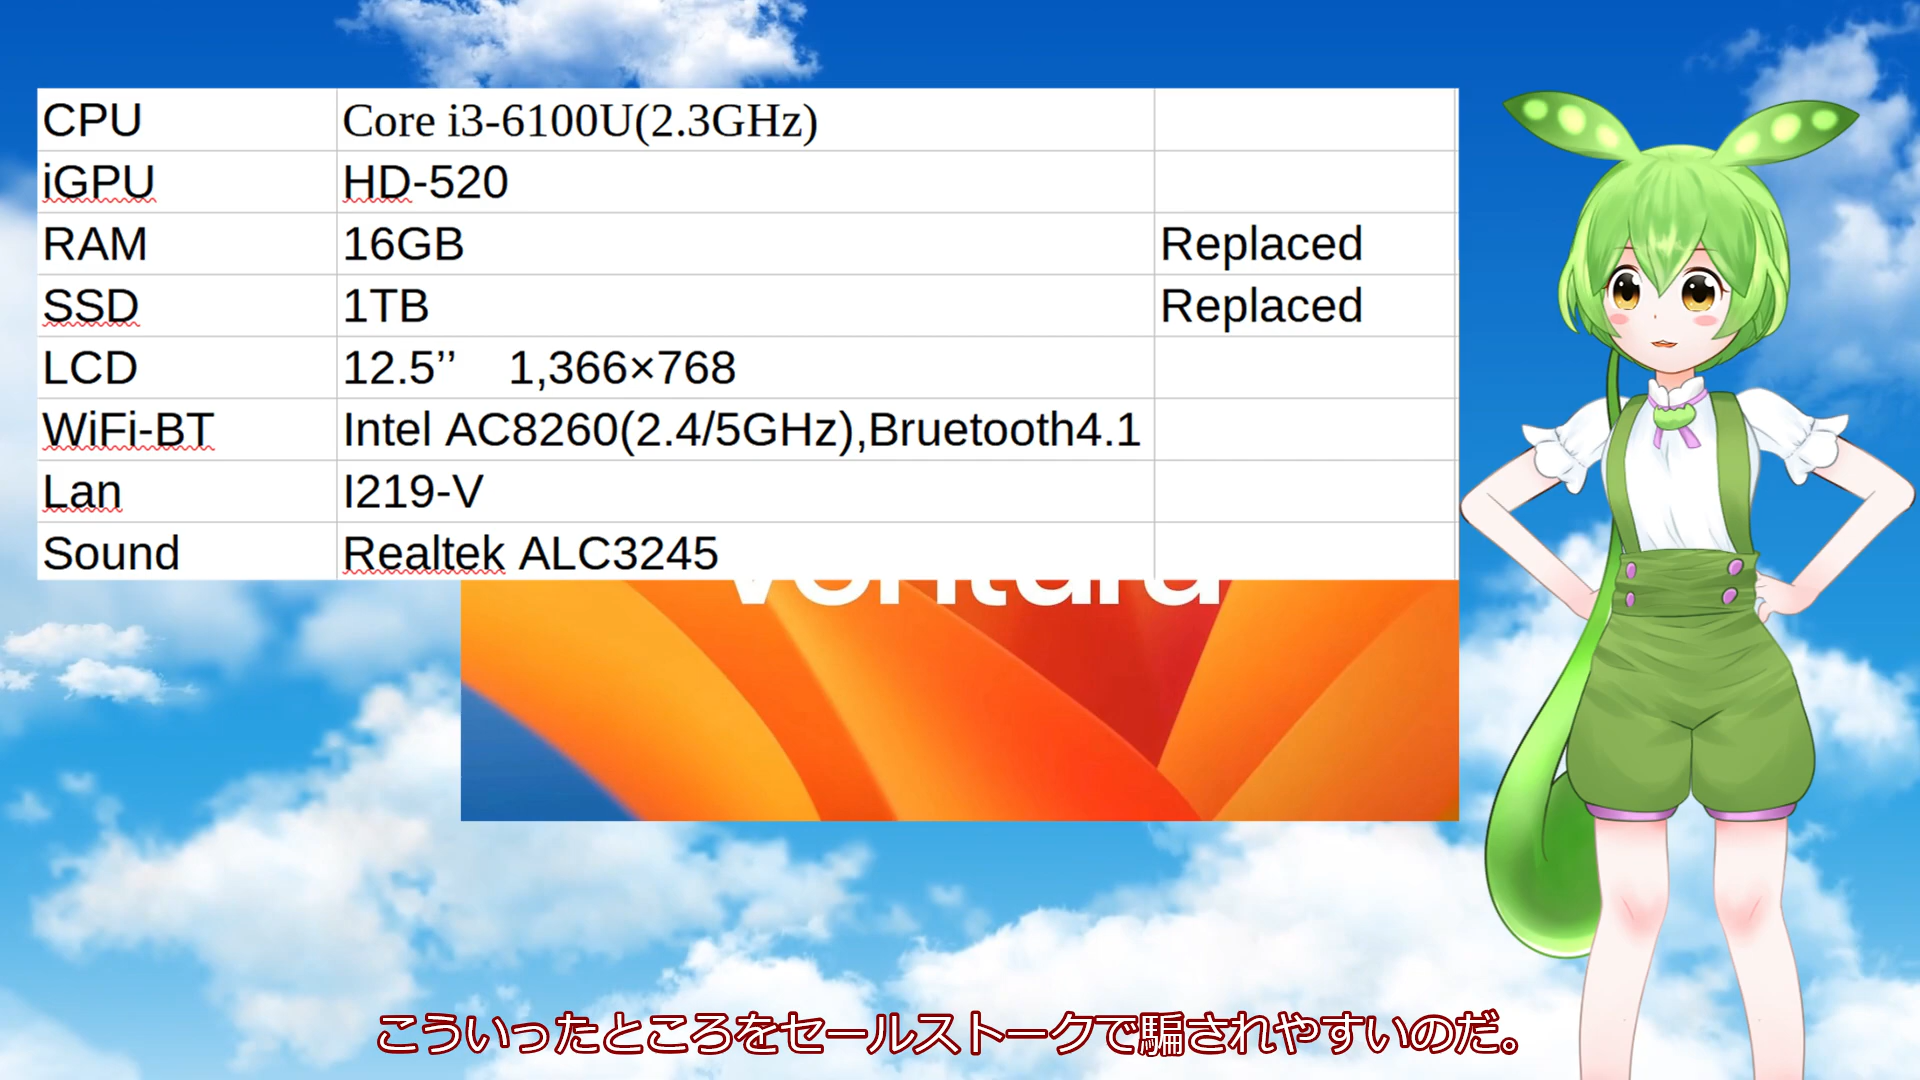 CPU Core i3-6100U(2.3GHz)
iGPU HD-520
RAM 16GB Replaced
SSD 1TB Replaced
LCD 12.5’’ 1,366×768
WiFi-BT Intel AC8260(2.4/5GHz),Bruetooth4.1
Lan I219-V
Sound Realtek ALC3245
ventura
こういったところをセールストークで騙されやすいのだ。